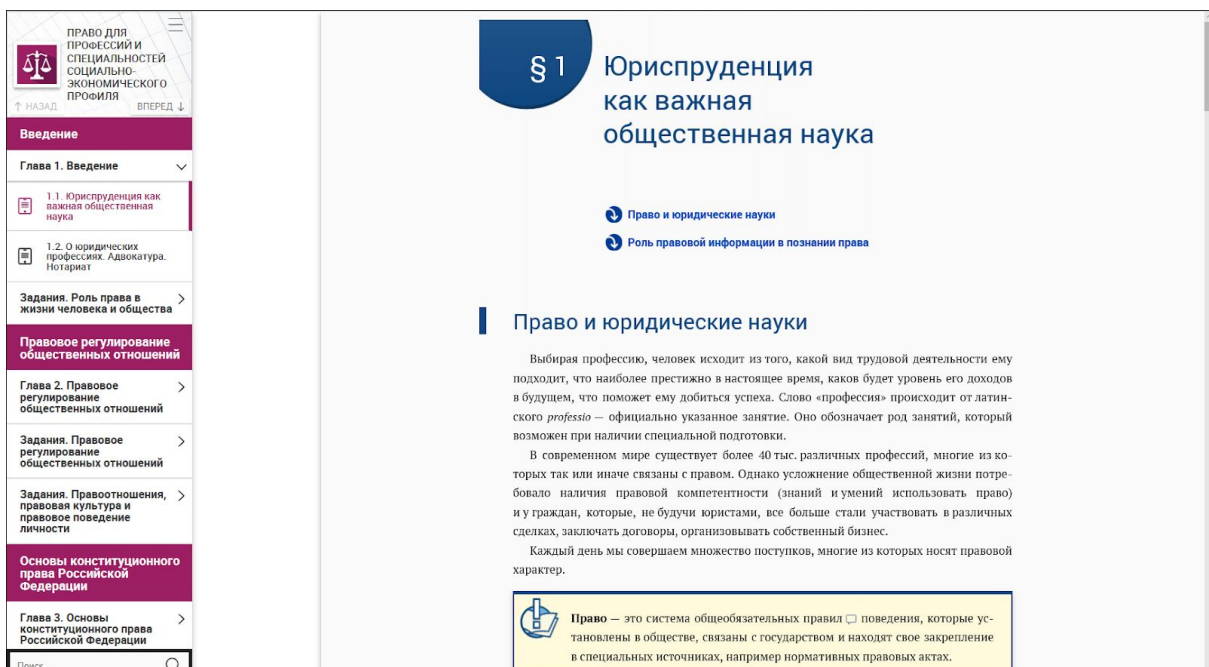 ПРАВО ДЛЯ
ПРОФЕССИЙ И
СПЕЦИАЛЬНОСТЕЙ
СОЦИАЛЬНО-
ЭКОНОМИЧЕСКОГО
ПРОФИЛЯ
↑ НАЗАД
ВПЕРЕД ↓
Введение
Глава 1. Введение
1.1. Юриспруденция как
важная общественная
наука
1.2. О юридических
профессиях. Адвокатура.
Нотариат
Задания. Роль права в
жизни человека и общества
Правовое регулирование
общественных отношений
Глава 2. Правовое
регулирование
общественных отношений
Задания. Правовое
регулирование
общественных отношений
Задания. Правоотношения,
правовая культура и
правовое поведение
личности
Основы конституционного
права Российской
Федерации
Глава 3. Основы
конституционного права
Российской Федерации
Поиск
§ 1
Юриспруденция
как важная
общественная наука
Право и юридические науки
Роль правовой информации в познании права
Право и юридические науки
Выбирая профессию, человек исходит из того, какой вид трудовой деятельности ему
подходит, что наиболее престижно в настоящее время, каков будет уровень его доходов
в будущем, что поможет ему добиться успеха. Слово «профессия» происходит от латин-
ского professio — официально указанное занятие. Оно обозначает род занятий, который
возможен при наличии специальной подготовки.
В современном мире существует более 40 тыс. различных профессий, многие из ко-
торых так или иначе связаны с правом. Однако усложнение общественной жизни потре-
бовало наличия правовой компетентности (знаний и умений использовать право)
и у граждан, которые, не будучи юристами, все больше стали участвовать в различных
сделках, заключать договоры, организовывать собственный бизнес.
Каждый день мы совершаем множество поступков, многие из которых носят правовой
характер.
Право — это система общеобязательных правил поведения, которые ус-
тановлены в обществе, связаны с государством и находят свое закрепление
в специальных источниках, например нормативных правовых актах.